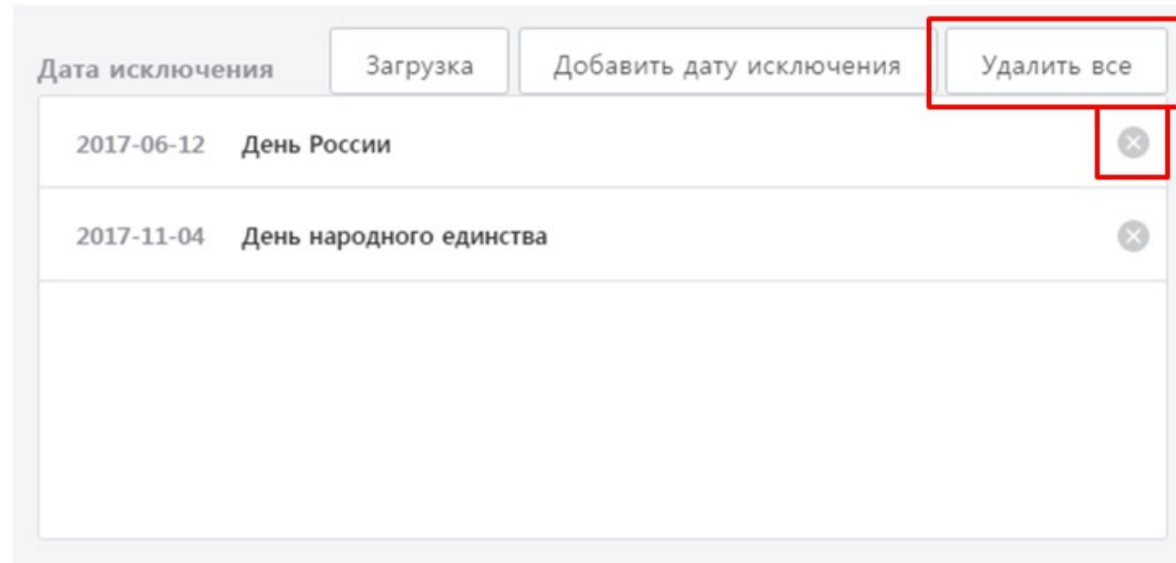 Дата исключения Загрузка Добавить дату исключения Удалить все
2017-06-12 День России
2017-11-04 День народного единства